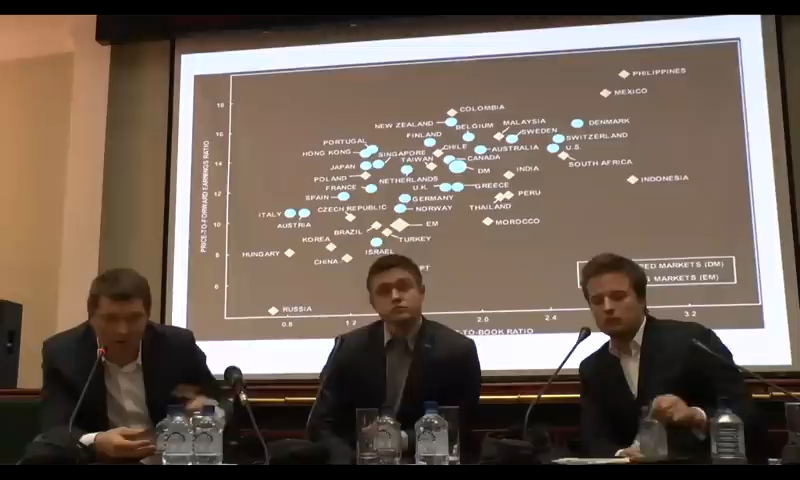 PHILIPPINES
MEXICO
COLOMBIA
NEW ZEALAND
MALAYSIA
DENMARK
BELGIUM
SWEDEN
FINLAND
SWITZERLAND
PORTUGAL
CHILE
AUSTRALIA
U.S.
HONG KONG
SINGAPORE
TAIWAN
CANADA
SOUTH AFRICA
JAPAN
DM
INDIA
POLAND
NETHERLANDS
INDONESIA
FRANCE
U.K.
GREECE
SPAIN
GERMANY
PERU
THAILAND
CZECH REPUBLIC
NORWAY
ITALY
AUSTRIA
EM
MOROCCO
BRAZIL
KOREA
TURKEY
HUNGARY
ISRAEL
CHINA
RUSSIA
PRICE-TO-FORWARD EARNINGS RATIO
18
16
14
12
10
8
6
MARKETS (DM)
MARKETS (EM)
0.8
1.2
2.0
2.4
3.2
TO-BOOK RATIO